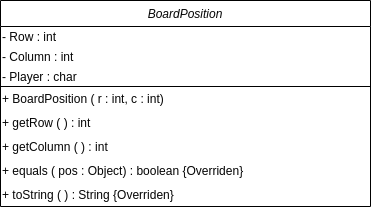 BoardPosition
- Row : int
- Column : int
- Player : char
+ BoardPosition ( r : int, c : int)
+ getRow ( ) : int
+ getColumn ( ) : int
+ equals ( pos : Object) : boolean {Overriden}
+ toString ( ) : String {Overriden}